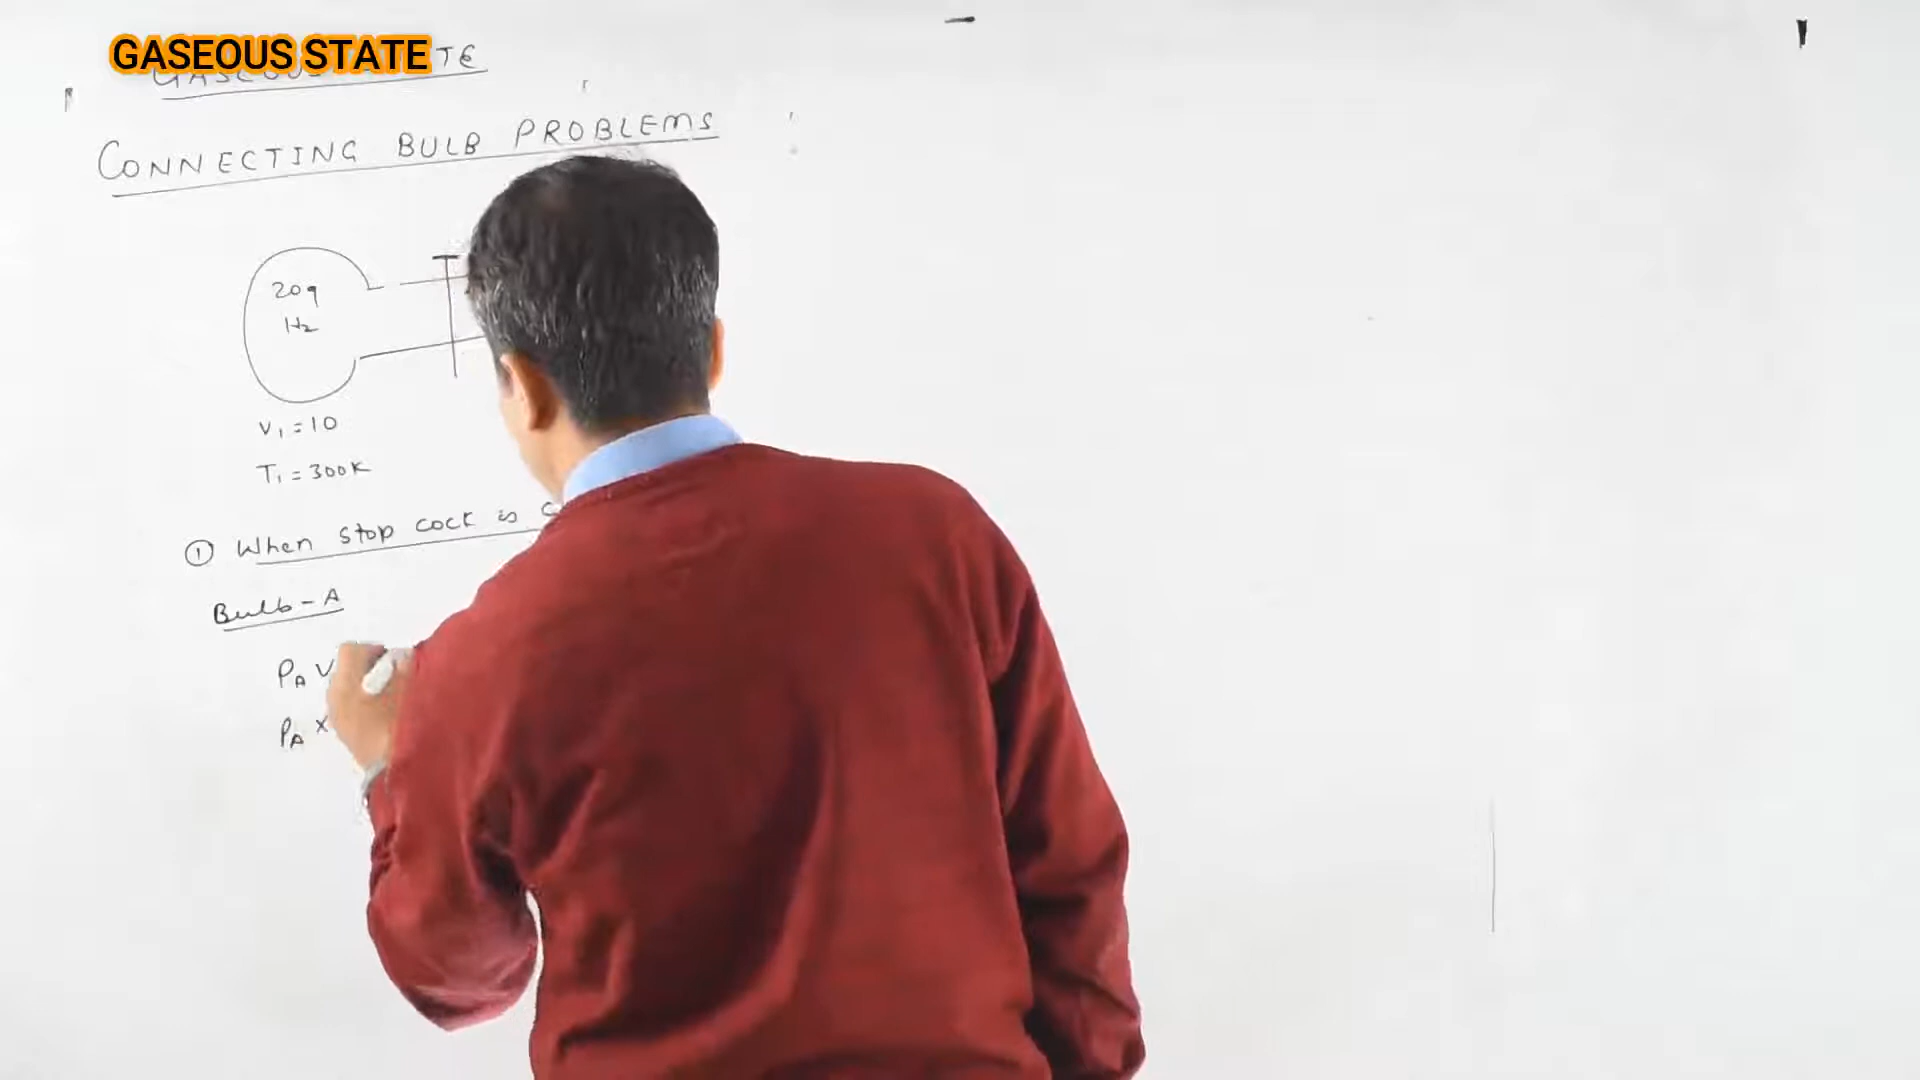 GASEOUS STATE
CONNECTING BULB PROBLEMS
20g
H2
V1 = 10
T1 = 300K
① When stop cock is
Bulb-A
PA V
PA ×